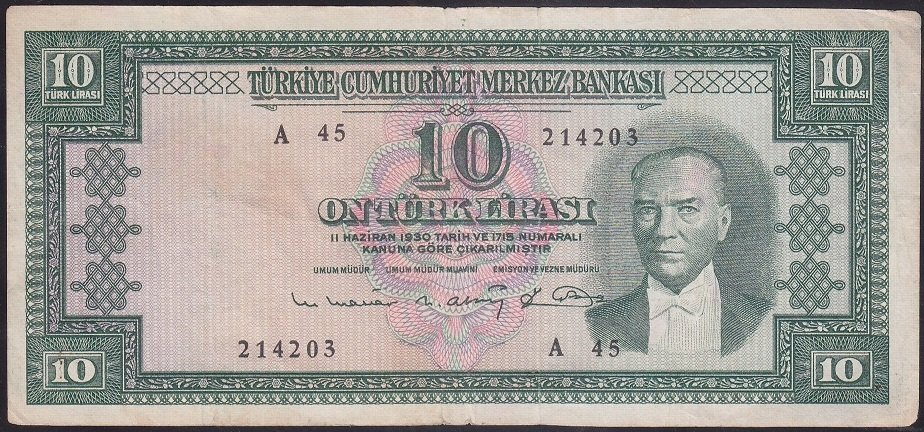 10 TÜRK LİRASI
TÜRKİYE CUMHURİYET MERKEZ BANKASI
10 TÜRK LİRASI
A 45
10
214203
ON TÜRK LİRASI
11 HAZİRAN 1930 TARİH VE 1715 NUMARALI
KANUNA GÖRE ÇIKARILMIŞTIR
UMUM MÜDÜR UMUM MÜDÜR MUAVİNİ EMİSYON VE VEZNE MÜDÜRÜ
214203 A 45
10
10